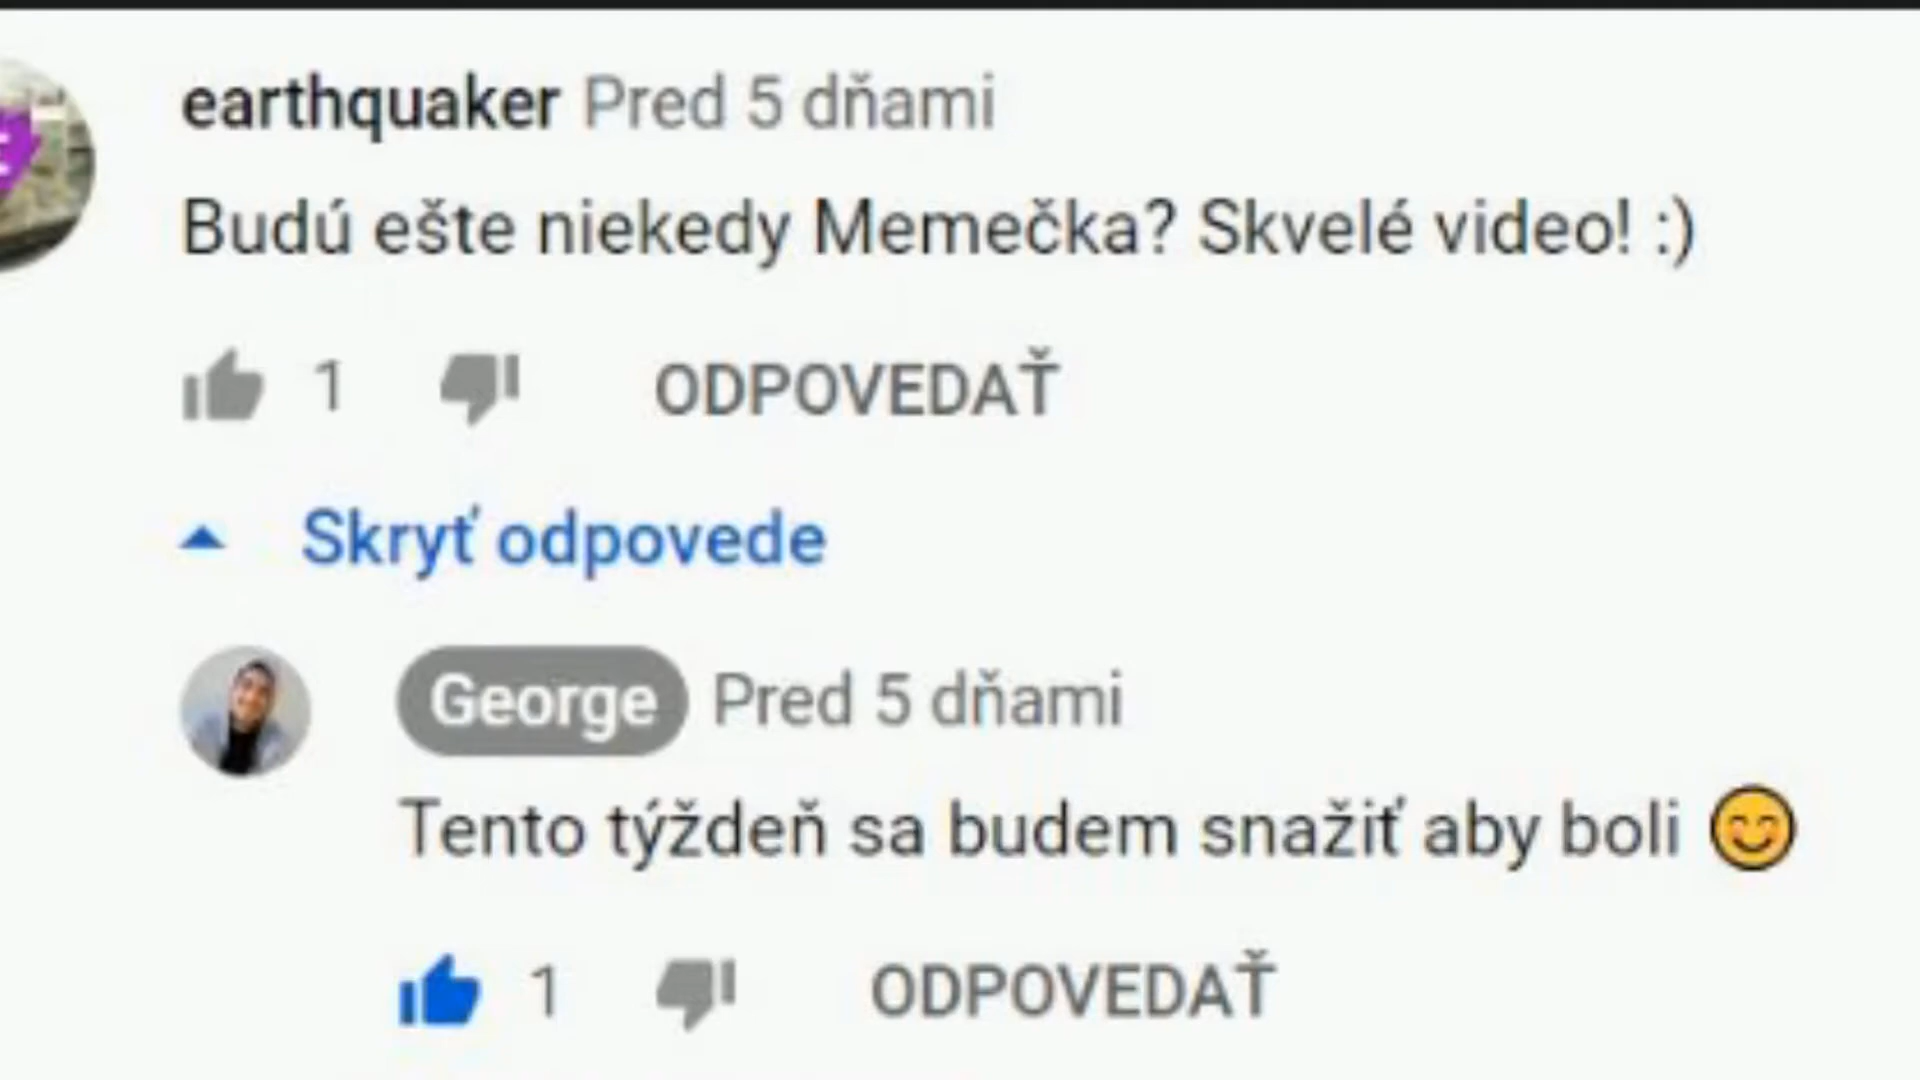 earthquaker Pred 5 dňami
Budú ešte niekedy Memečka? Skvelé video! :)
1 ODPOVEDAŤ
Skryť odpovede
George Pred 5 dňami
Tento týždeň sa budem snažiť aby boli 😊
1 ODPOVEDAŤ